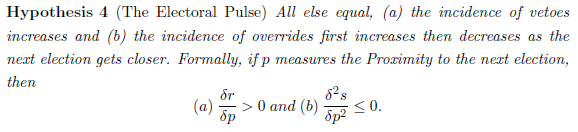 Hypothesis 4 (The Electoral Pulse) All else equal, (a) the incidence of vetoes
increases and (b) the incidence of overrides first increases then decreases as the
next election gets closer. Formally, if p measures the Proximity to the next election,
then
(a) δr/δp > 0 and (b) δ²s/δp² ≤ 0.